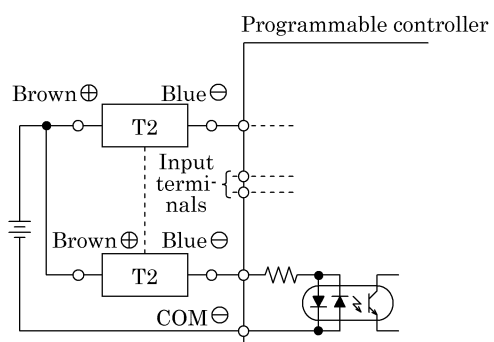 Programmable controller
Brown ⊕ Blue ⊖
T2
Input
termi-
nals
Brown ⊕ Blue ⊖
T2
COM ⊖